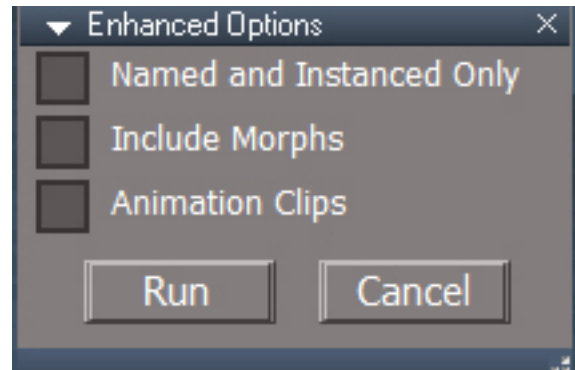 Enhanced Options
Named and Instanced Only
Include Morphs
Animation Clips
Run Cancel